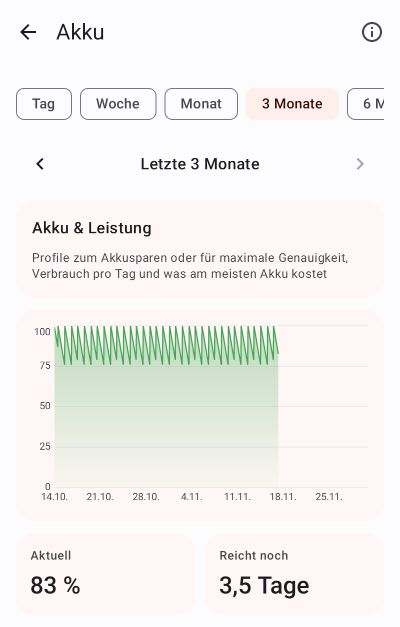 Akku
Tag
Woche
Monat
3 Monate
6 M
Letzte 3 Monate
Akku & Leistung
Profile zum Akkusparen oder für maximale Genauigkeit,
Verbrauch pro Tag und was am meisten Akku kostet
100
75
50
25
0
14.10. 21.10. 28.10. 4.11. 11.11. 18.11. 25.11.
Aktuell
83 %
Reicht noch
3,5 Tage